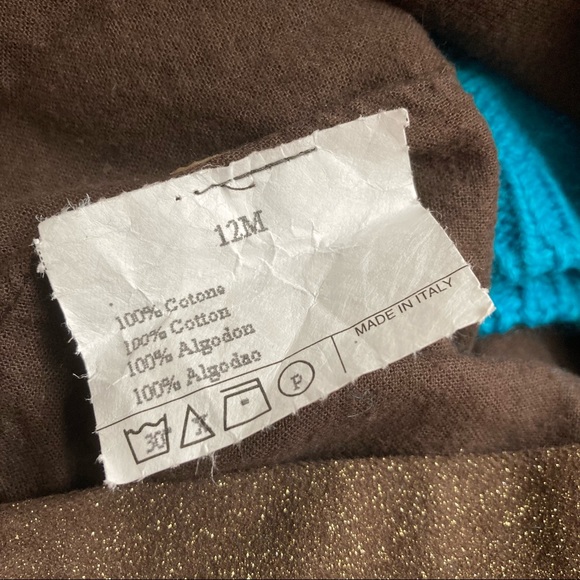 12M
100% Cotone
100% Cotton
100% Algodon
100% Algodao
30°
P
MADE IN ITALY